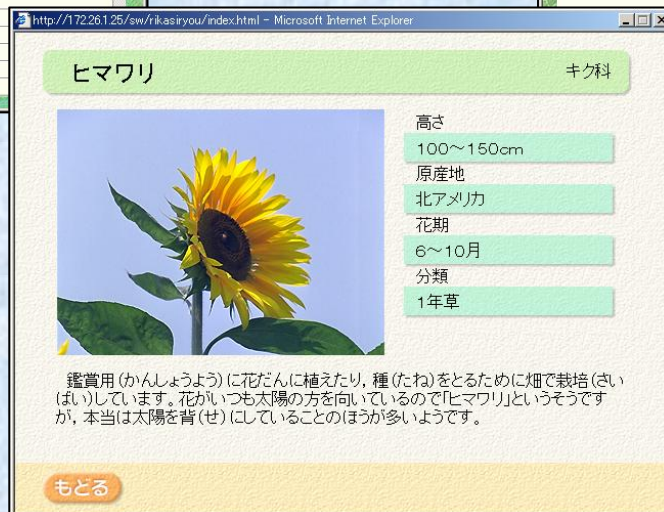 http://172.26.1.25/sw/rikasiryou/index.html - Microsoft Internet Explorer
ヒマワリ キク科
高さ
100～150cm
原産地
北アメリカ
花期
6～10月
分類
1年草
鑑賞用(かんしょうよう)に花だんに植えたり,種(たね)をとるために畑で栽培(さい
ばい)しています。花がいつも太陽の方を向いているので「ヒマワリ」というそうです
が,本当は太陽を背(せ)にしていることのほうが多いようです。
もどる